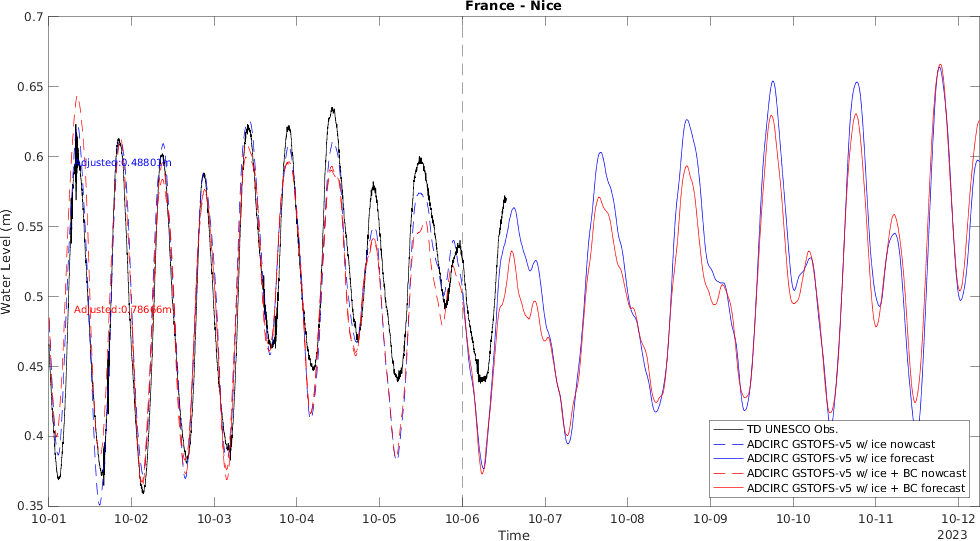 France - Nice
Water Level (m)
0.7
0.65
0.6
0.55
0.5
0.45
0.4
0.35
Adjusted:0.48803m
Adjusted:0.78666m
TD UNESCO Obs.
ADCIRC GSTOFS-v5 w/ ice nowcast
ADCIRC GSTOFS-v5 w/ ice forecast
ADCIRC GSTOFS-v5 w/ ice + BC nowcast
ADCIRC GSTOFS-v5 w/ ice + BC forecast
10-01 10-02 10-03 10-04 10-05 10-06 10-07 10-08 10-09 10-10 10-11 10-12
Time
2023